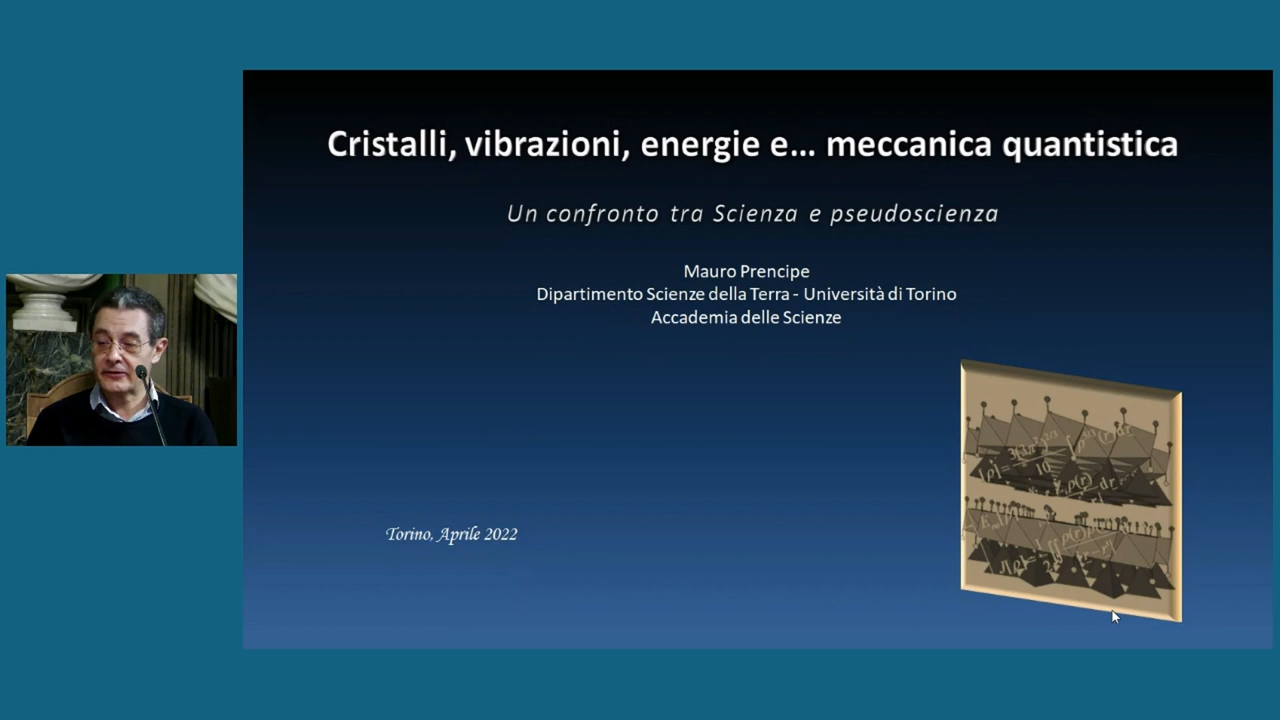 Cristalli, vibrazioni, energie e... meccanica quantistica
Un confronto tra Scienza e pseudoscienza
Mauro Prencipe
Dipartimento Scienze della Terra - Università di Torino
Accademia delle Scienze
Torino, Aprile 2022